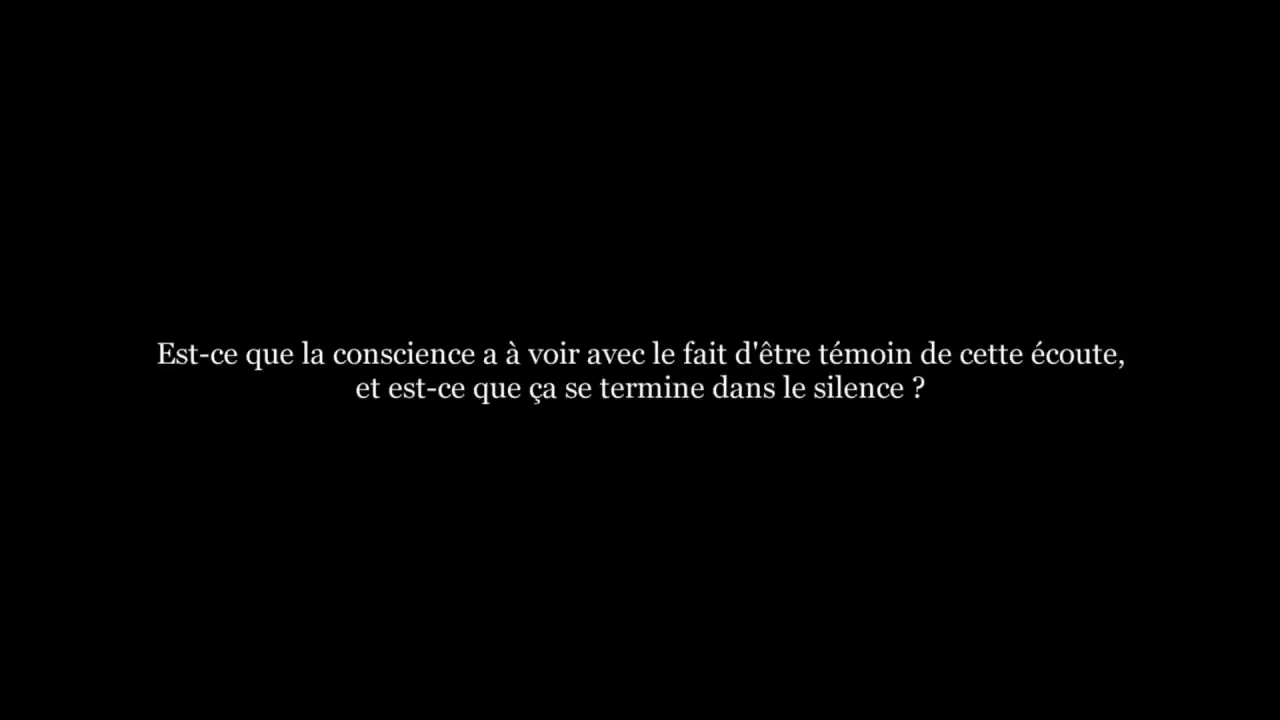 Est-ce que la conscience a à voir avec le fait d'être témoin de cette écoute,
et est-ce que ça se termine dans le silence ?